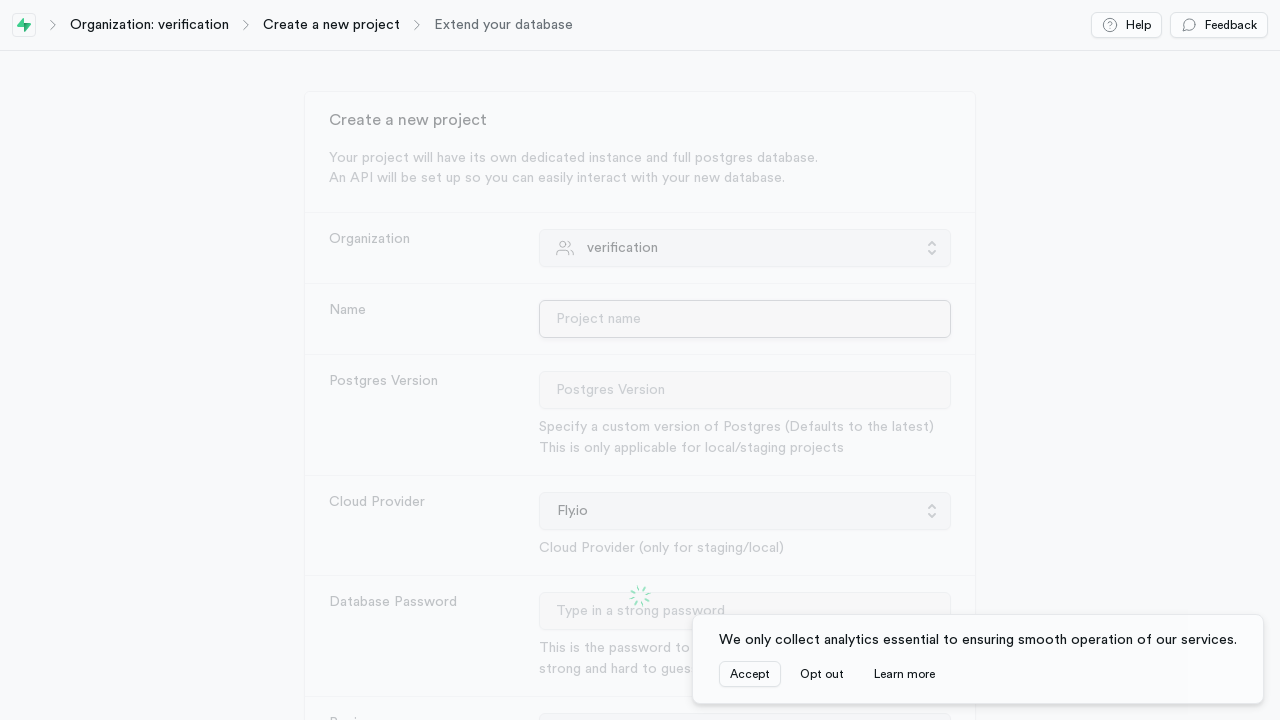 Organization: verification
Create a new project
Extend your database
Help
Feedback
Create a new project
Your project will have its own dedicated instance and full postgres database.
An API will be set up so you can easily interact with your new database.
Organization
verification
Name
Project name
Postgres Version
Postgres Version
Specify a custom version of Postgres (Defaults to the latest)
This is only applicable for local/staging projects
Cloud Provider
Fly.io
Cloud Provider (only for staging/local)
Database Password
Type in a strong password
This is the password to
strong and hard to gues
We only collect analytics essential to ensuring smooth operation of our services.
Accept
Opt out
Learn more